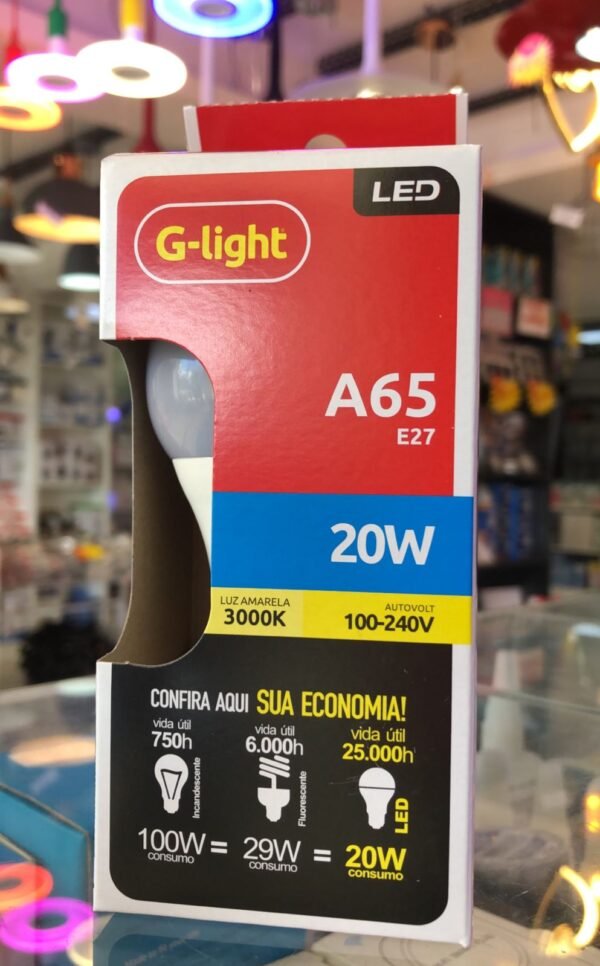 LED
G-light
A65
E27
20W
LUZ AMARELA
3000K
AUTOVOLT
100-240V
CONFIRA AQUI SUA ECONOMIA!
vida útil
750h
Incandescente
vida útil
6.000h
Fluorescente
vida útil
25.000h
LED
100W = 29W = 20W
consumo consumo consumo